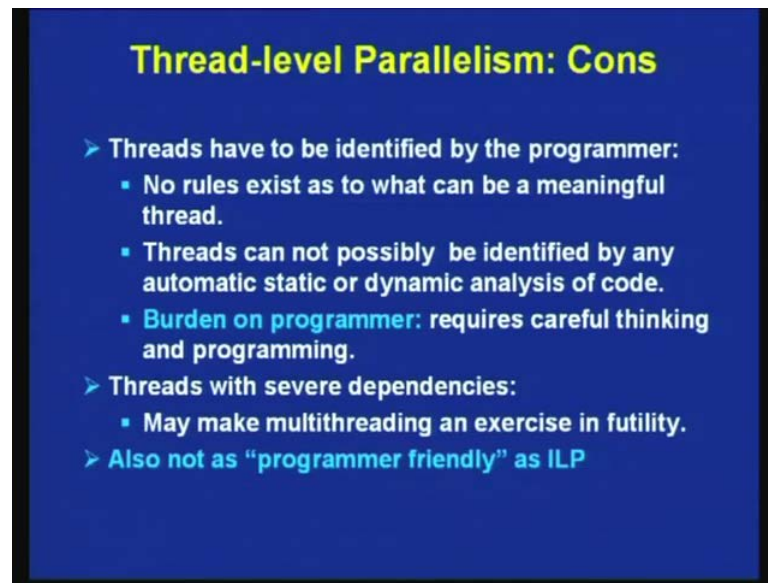 Thread-level Parallelism: Cons
➢ Threads have to be identified by the programmer:
▪ No rules exist as to what can be a meaningful
thread.
▪ Threads can not possibly be identified by any
automatic static or dynamic analysis of code.
▪ Burden on programmer: requires careful thinking
and programming.
➢ Threads with severe dependencies:
▪ May make multithreading an exercise in futility.
➢ Also not as “programmer friendly” as ILP